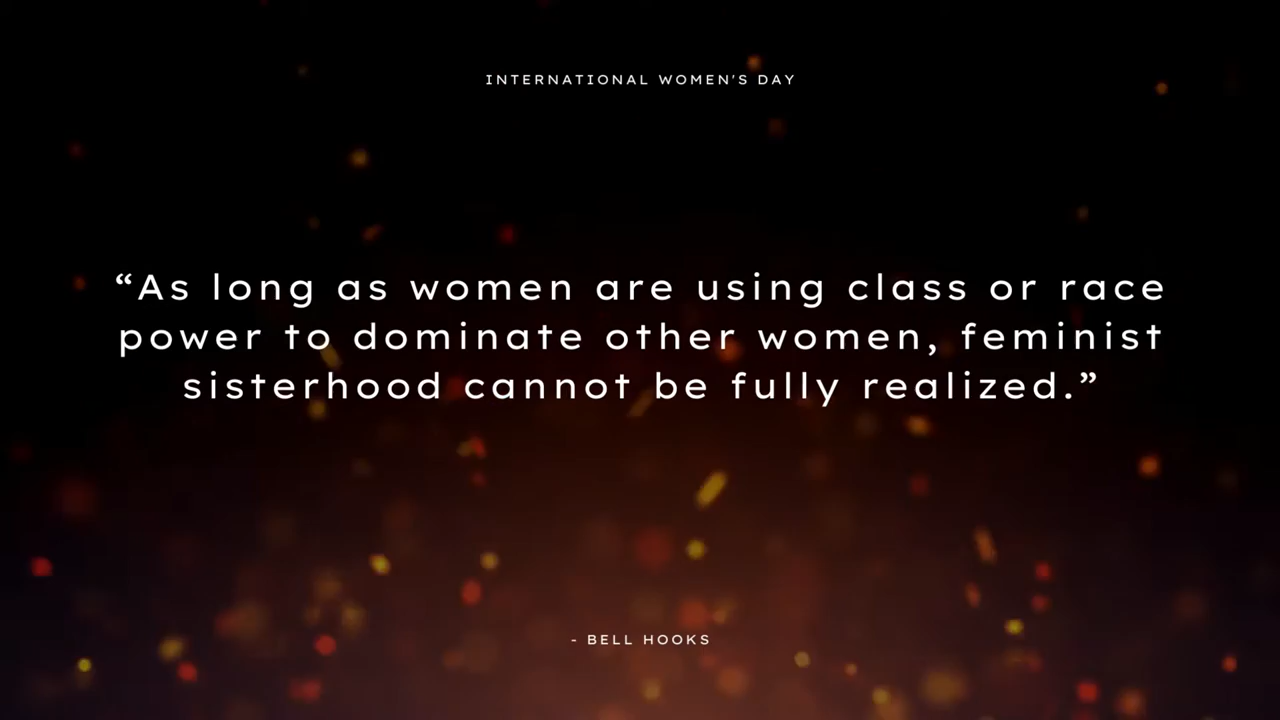 INTERNATIONAL WOMEN'S DAY
“As long as women are using class or race
power to dominate other women, feminist
sisterhood cannot be fully realized.”
- BELL HOOKS